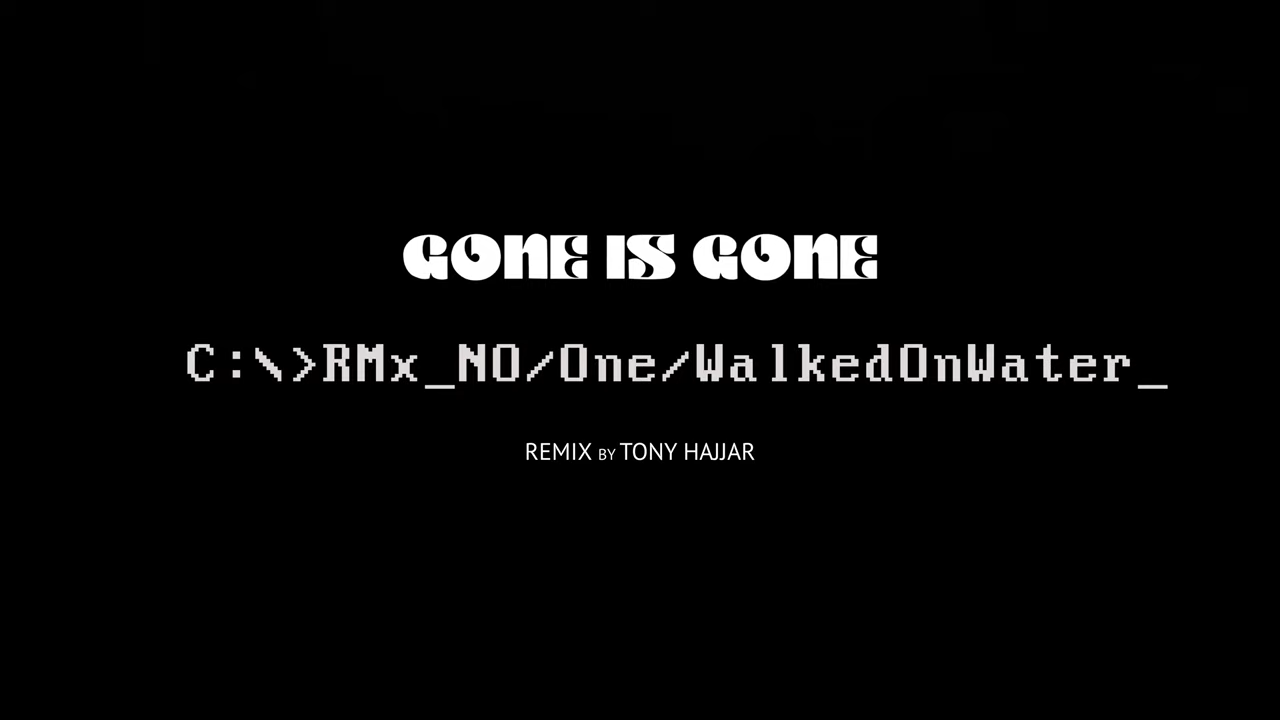 GONE IS GONE
C:\>RMx_NO/One/WalkedOnWater_
REMIX BY TONY HAJJAR